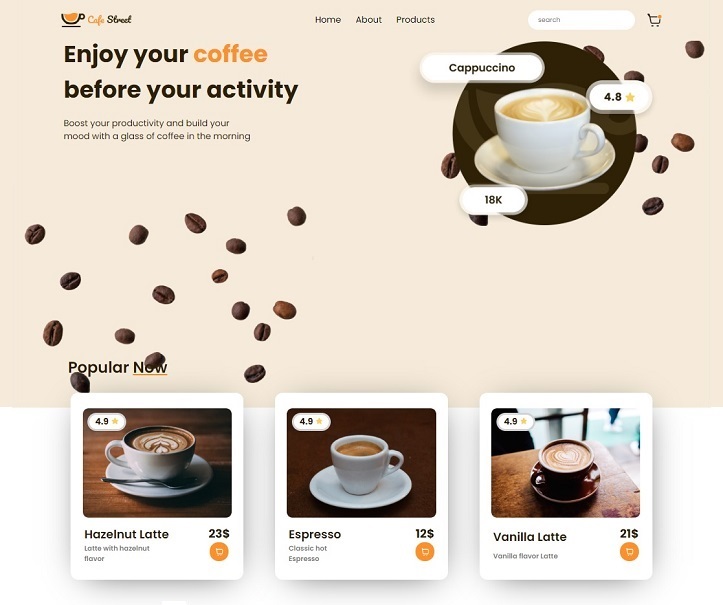 Cafe Street
Home About Products
search
Enjoy your coffee
before your activity
Boost your productivity and build your
mood with a glass of coffee in the morning
Cappuccino
4.8
18K
Popular Now
4.9
Hazelnut Latte 23$
Latte with hazelnut
flavor
4.9
Espresso 12$
Classic hot
Espresso
4.9
Vanilla Latte 21$
Vanilla flavor Latte